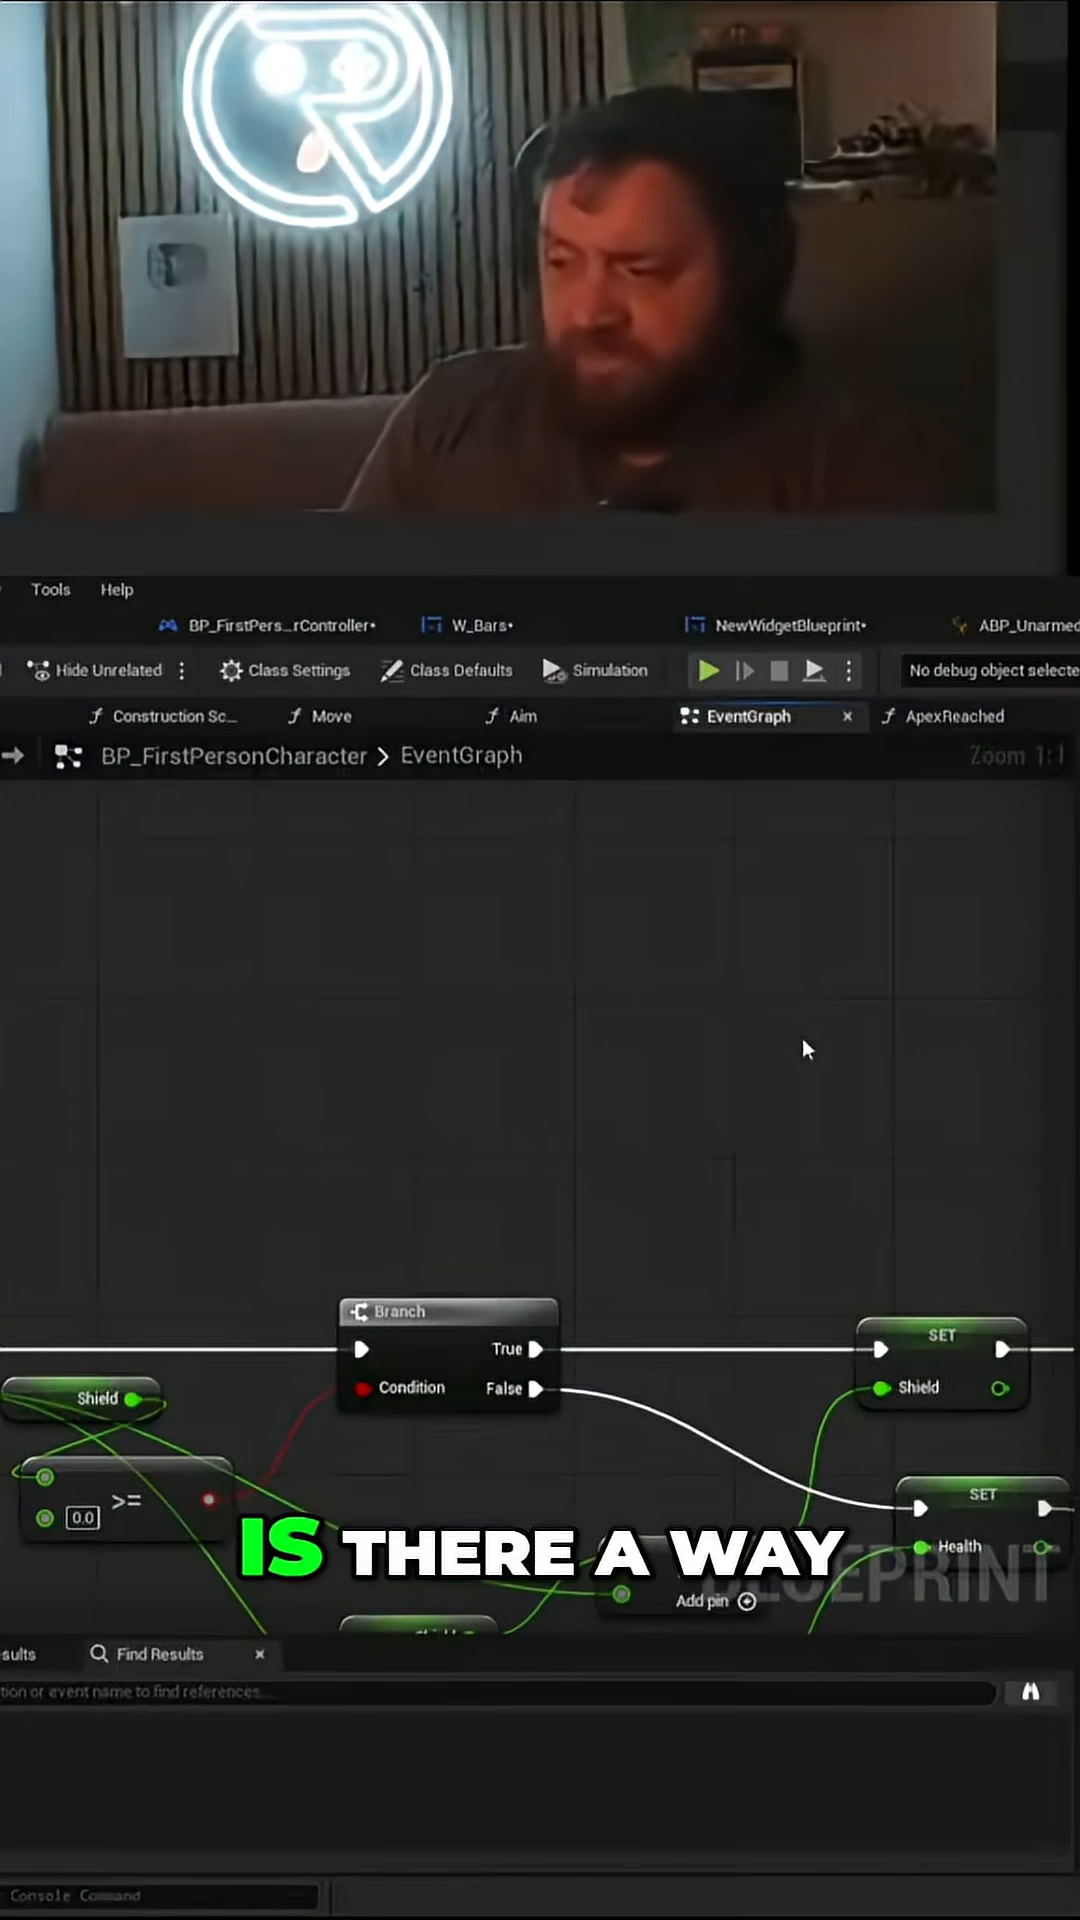 Tools Help
BP_FirstPers...rController• W_Bars• NewWidgetBlueprint• ABP_Unarmed
Hide Unrelated Class Settings Class Defaults Simulation No debug object selecte
Construction Sc... Move Aim EventGraph × ApexReached
BP_FirstPersonCharacter > EventGraph Zoom 1:1
Branch
True
Condition False
SET
Shield
Shield
>=
0.0
SET
Health
IS THERE A WAY
BLUEPRINT
Add pin
sults Find Results ×
tion or event name to find references...
Console Command